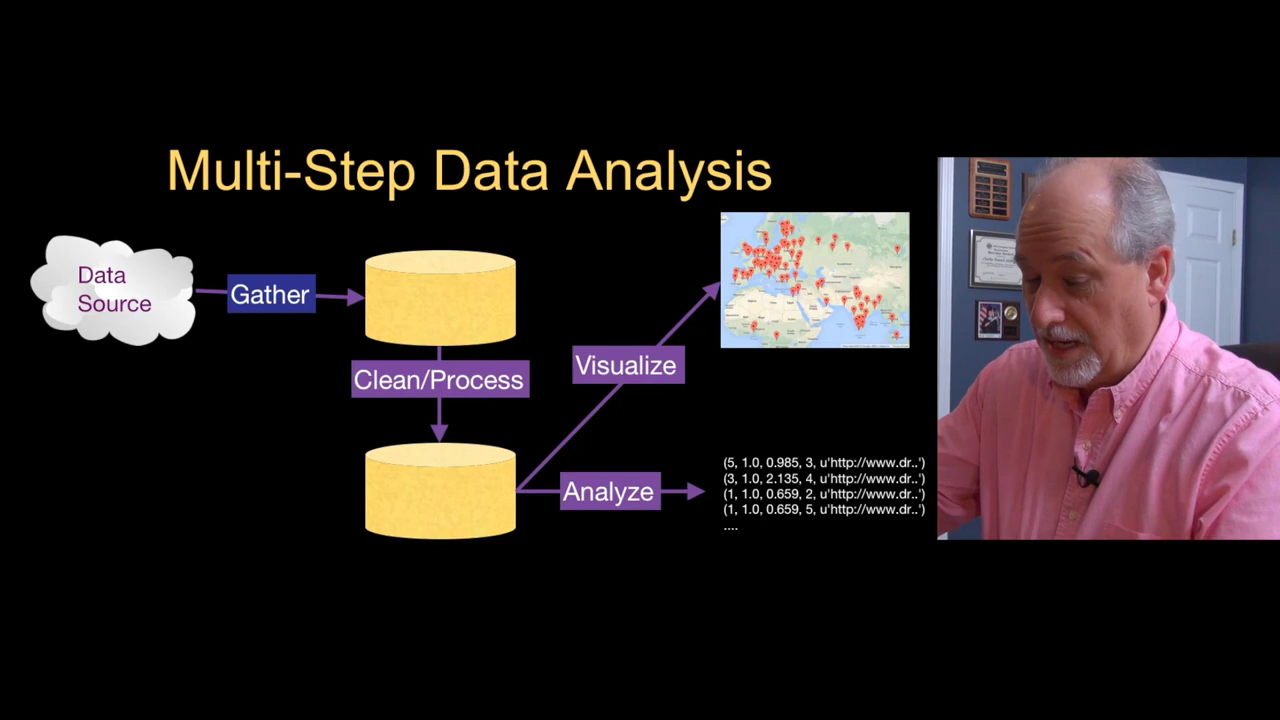 Multi-Step Data Analysis
Data
Source
Gather
Clean/Process
Visualize
Analyze
(5, 1.0, 0.985, 3, u'http://www.dr..')
(3, 1.0, 2.135, 4, u'http://www.dr..')
(1, 1.0, 0.659, 2, u'http://www.dr..')
(1, 1.0, 0.659, 5, u'http://www.dr..')
....